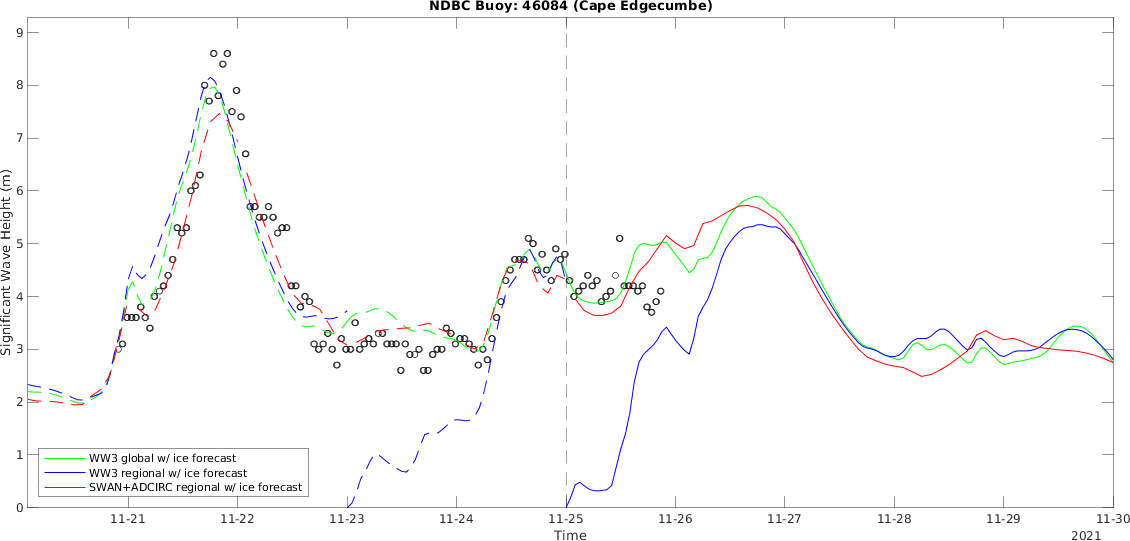 NDBC Buoy: 46084 (Cape Edgecumbe)
Significant Wave Height (m)
9
8
7
6
5
4
3
2
1
0
WW3 global w/ ice forecast
WW3 regional w/ ice forecast
SWAN+ADCIRC regional w/ ice forecast
11-21 11-22 11-23 11-24 11-25 11-26 11-27 11-28 11-29 11-30
Time
2021